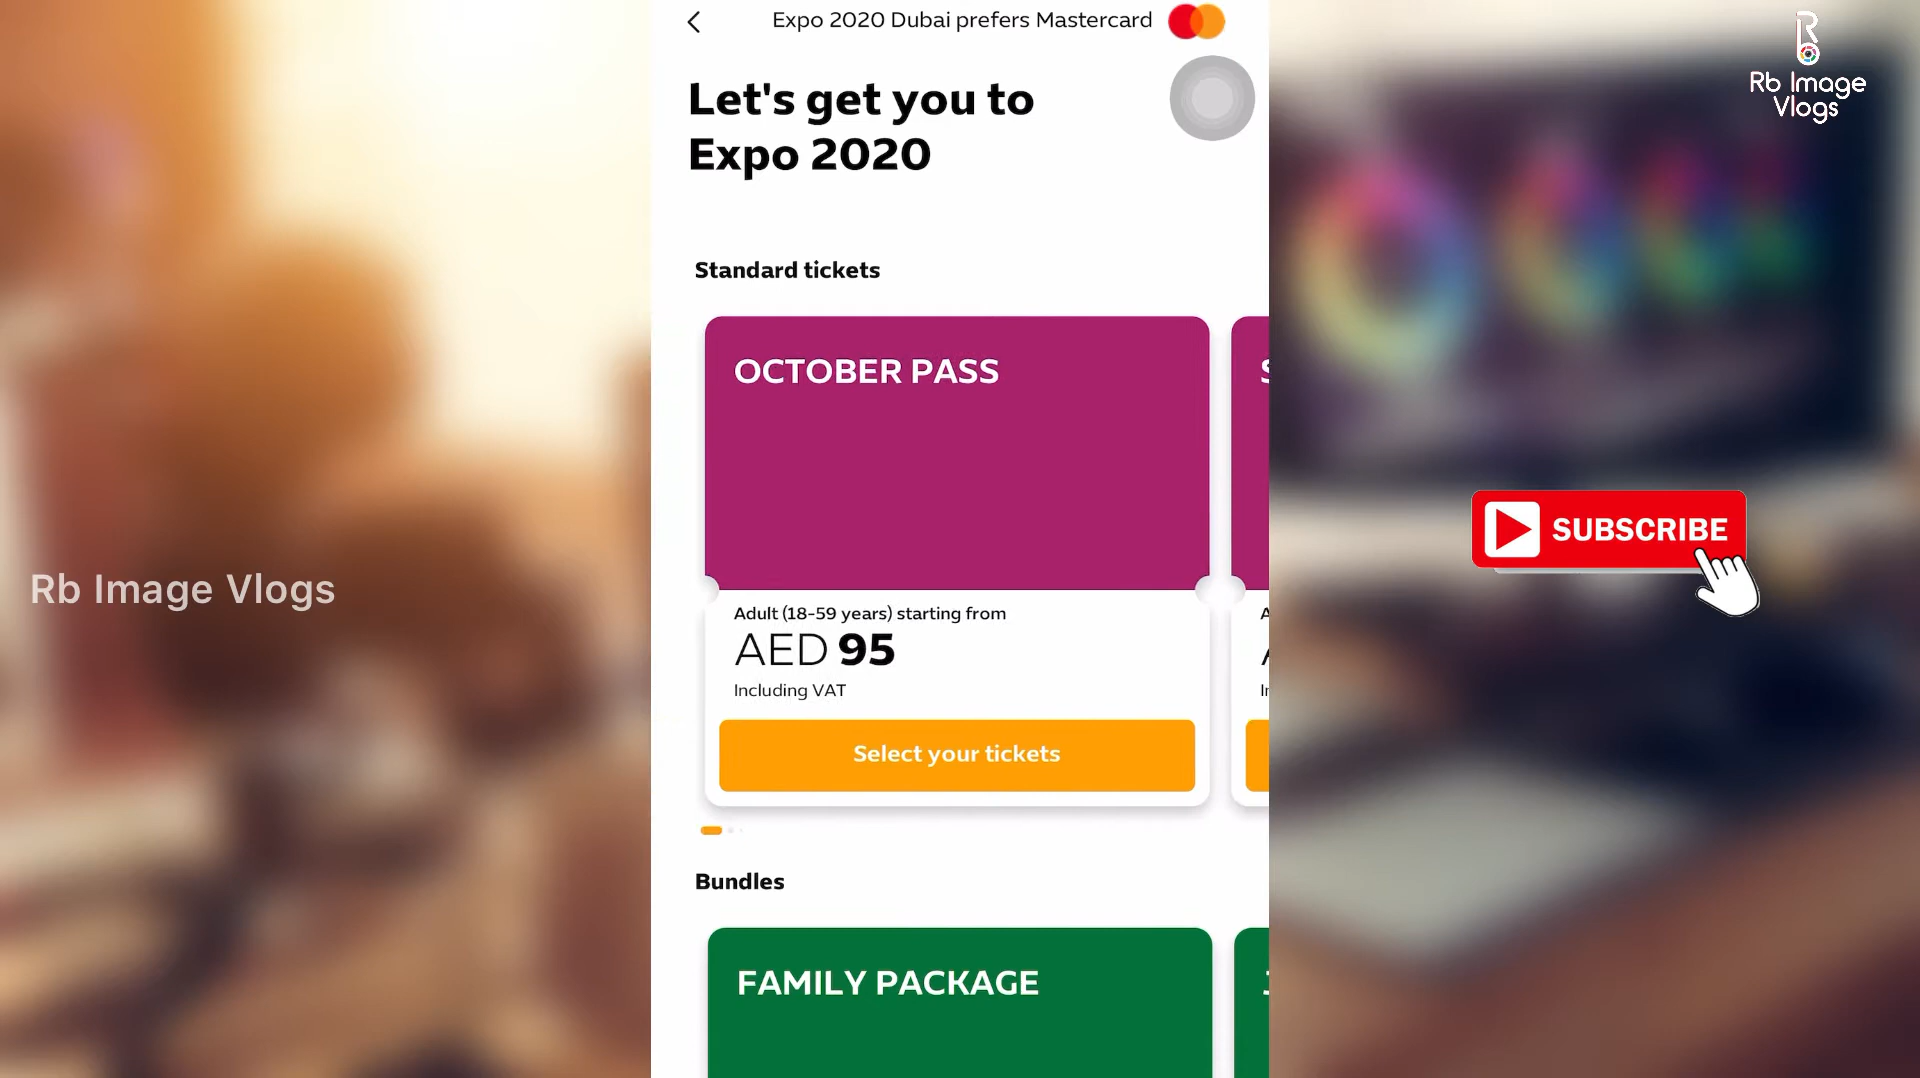 Expo 2020 Dubai prefers Mastercard
Let's get you to
Expo 2020
Standard tickets
OCTOBER PASS
Adult (18-59 years) starting from
AED 95
Including VAT
Select your tickets
Bundles
FAMILY PACKAGE
Rb Image Vlogs
Rb Image
Vlogs
SUBSCRIBE